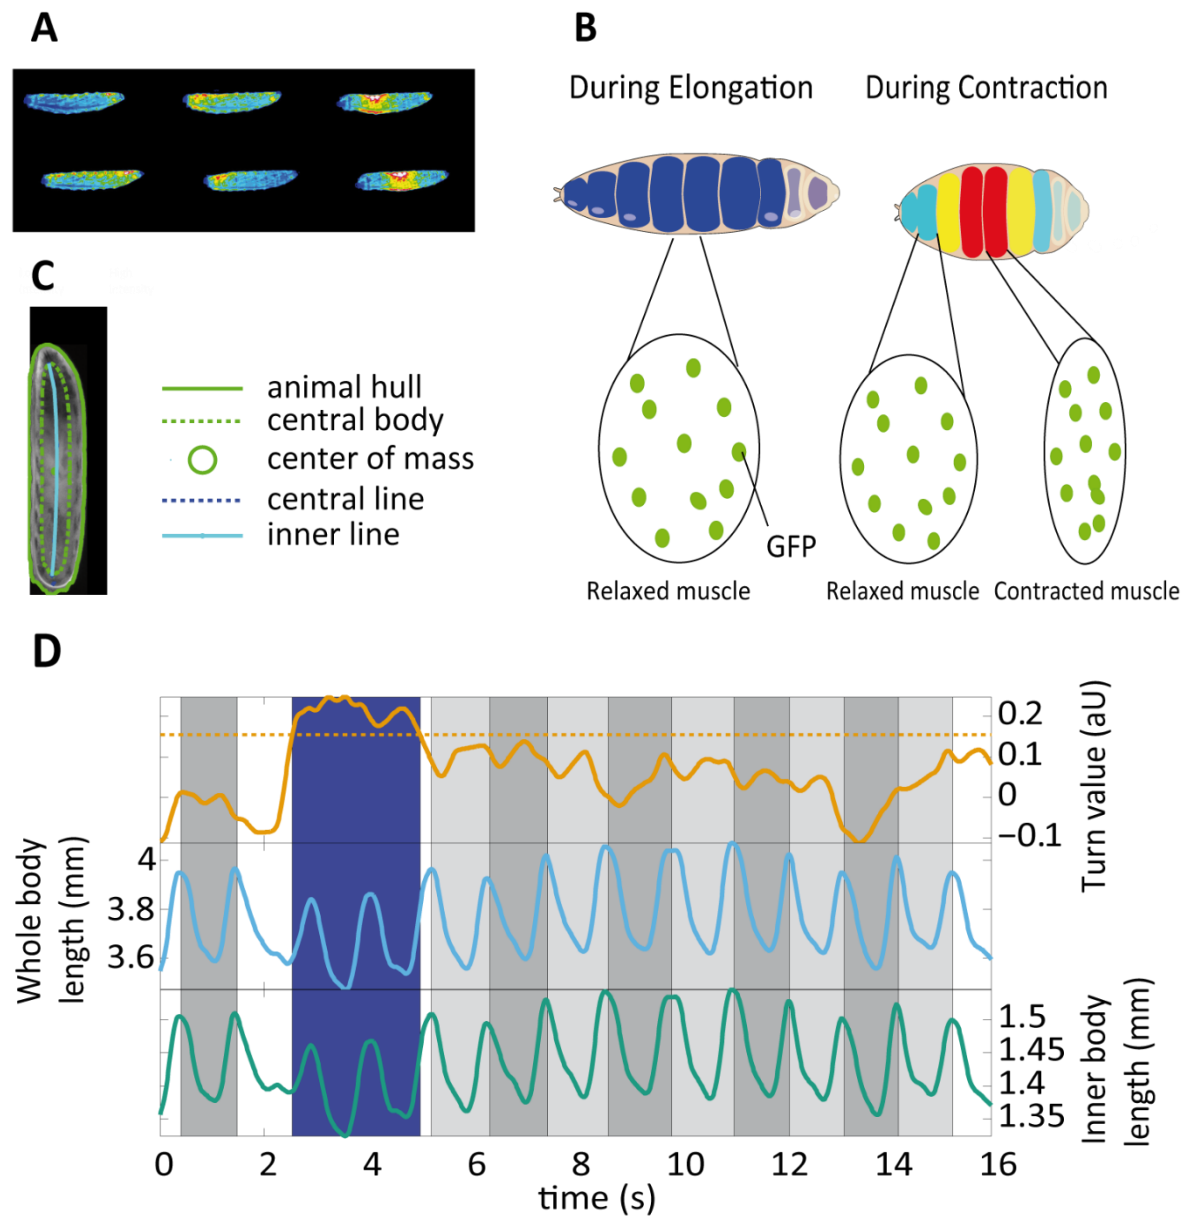 A
B
During Elongation
During Contraction
C
animal hull
central body
center of mass
central line
inner line
GFP
Relaxed muscle
Relaxed muscle
Contracted muscle
D
Whole body
length (mm)
4
3.8
3.6
0.2
0.1
0
−0.1
Turn value (aU)
1.5
1.45
1.4
1.35
Inner body
length (mm)
0 2 4 6 8 10 12 14 16
time (s)